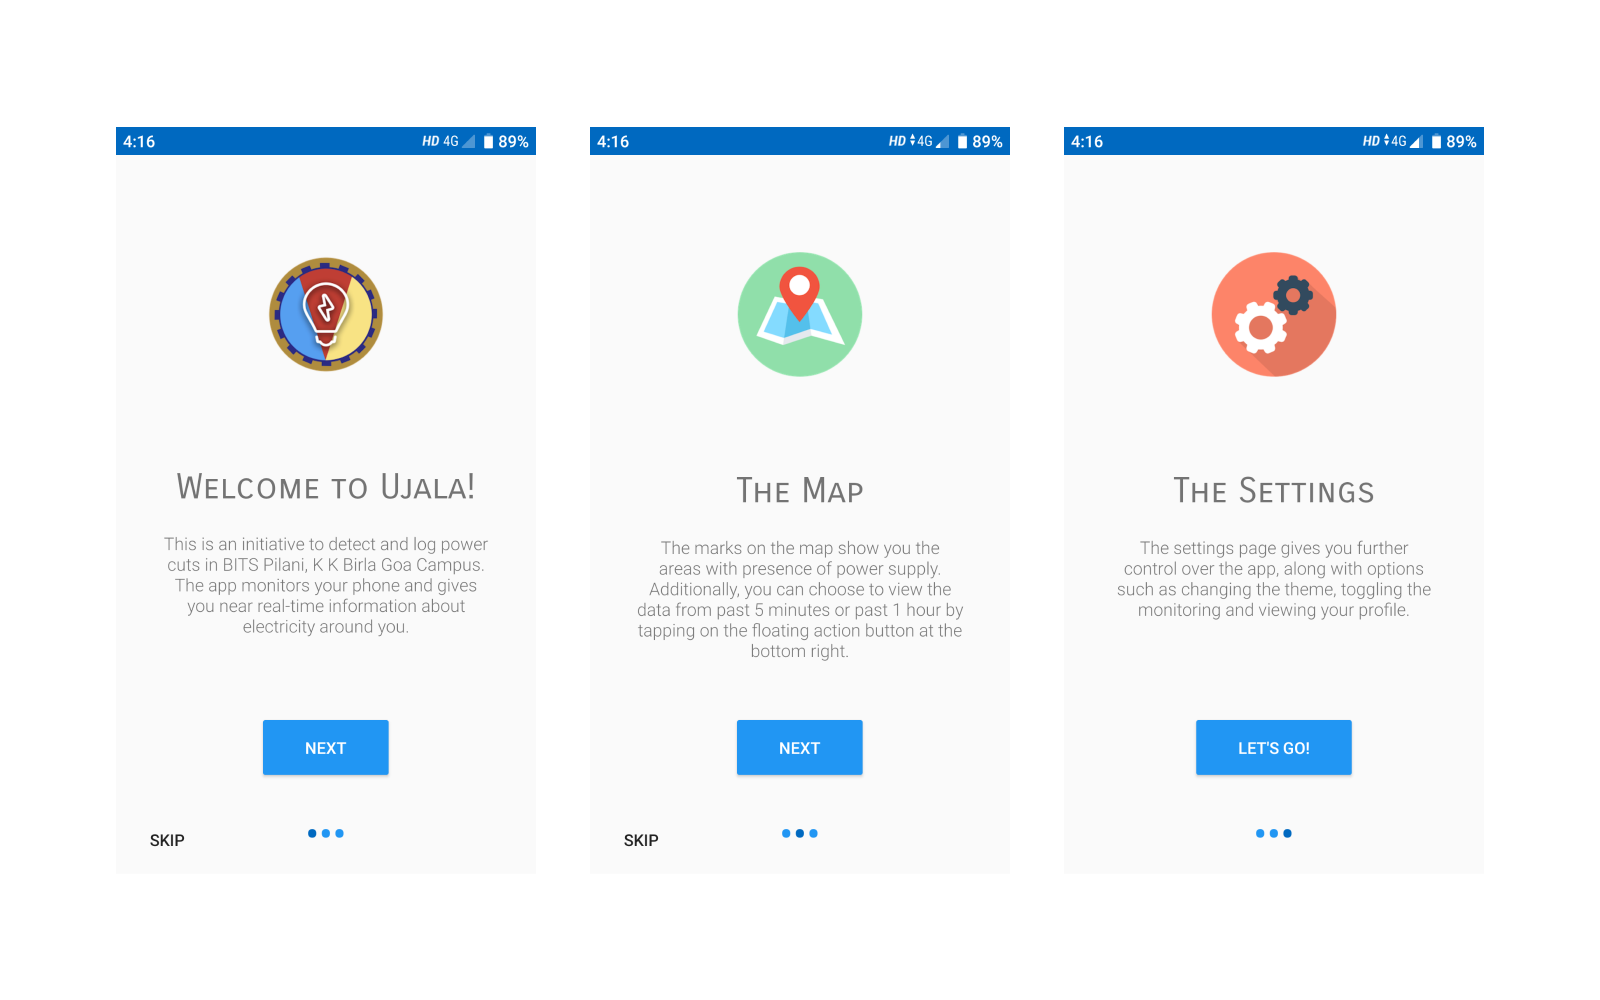 4:16
HD 4G 89%
WELCOME TO UJALA!
This is an initiative to detect and log power
cuts in BITS Pilani, K K Birla Goa Campus.
The app monitors your phone and gives
you near real-time information about
electricity around you.
NEXT
SKIP
4:16
HD 4G 89%
THE MAP
The marks on the map show you the
areas with presence of power supply.
Additionally, you can choose to view the
data from past 5 minutes or past 1 hour by
tapping on the floating action button at the
bottom right.
NEXT
SKIP
4:16
HD 4G 89%
THE SETTINGS
The settings page gives you further
control over the app, along with options
such as changing the theme, toggling the
monitoring and viewing your profile.
LET'S GO!